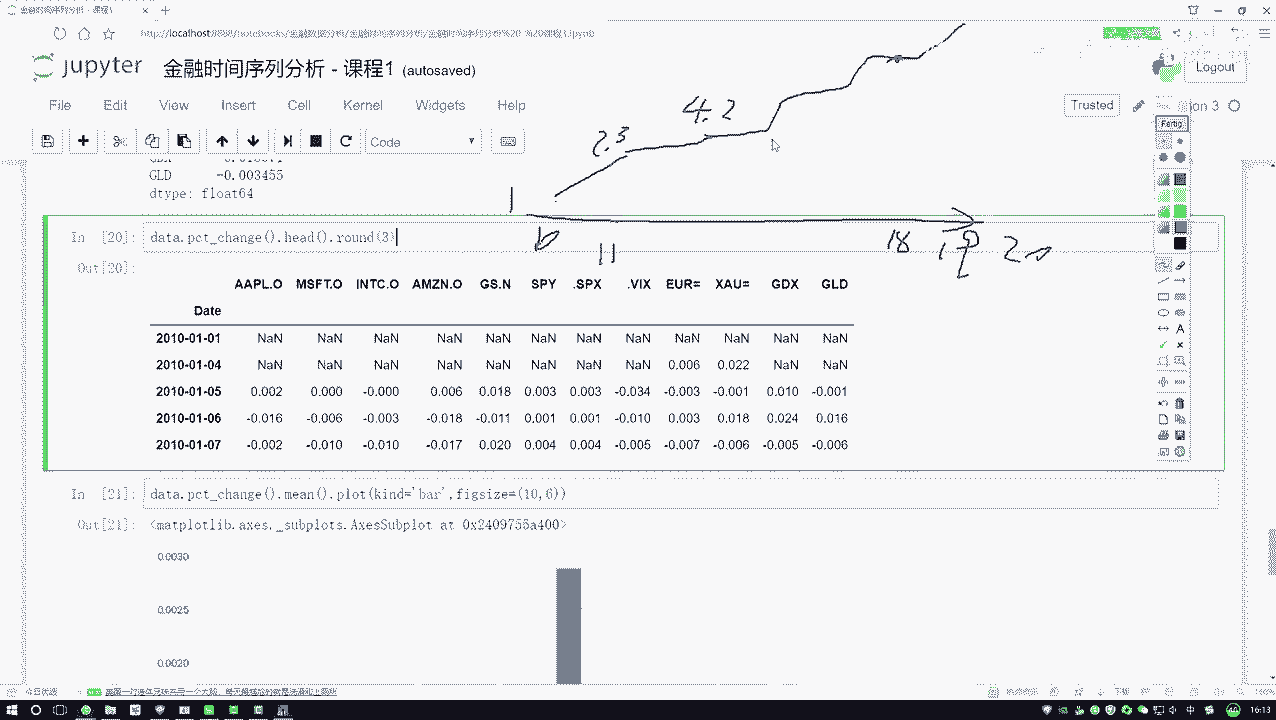 jupyter 金融时间序列分析 - 课程1 (autosaved) Logout
File Edit View Insert Cell Kernel Widgets Help Trusted
Code
GLD -0.003455
dtype: float64
In [20]: data.pct_change().head().round(3)
Out[20]:
AAPL.O MSFT.O INTC.O AMZN.O GS.N SPY .SPX .VIX EUR= XAU= GDX GLD
Date
2010-01-01 NaN NaN NaN NaN NaN NaN NaN NaN NaN NaN NaN NaN
2010-01-04 NaN NaN NaN NaN NaN NaN NaN NaN 0.006 0.022 NaN NaN
2010-01-05 0.002 0.000 -0.000 0.006 0.018 0.003 0.003 -0.034 -0.003 -0.001 0.010 -0.001
2010-01-06 -0.016 -0.006 -0.003 -0.018 -0.011 0.001 0.001 -0.010 0.003 0.018 0.024 0.016
2010-01-07 -0.002 -0.010 -0.010 -0.017 0.020 0.004 0.004 -0.005 -0.007 -0.006 -0.005 -0.006
In [21]: data.pct_change().mean().plot(kind='bar',figsize=(10,6))
Out[21]: <matplotlib.axes._subplots.AxesSubplot at 0x2409755a400>
0.0030
0.0025
0.0020
4.2
2.3
1
11
18 19 20
Fertig
16:13